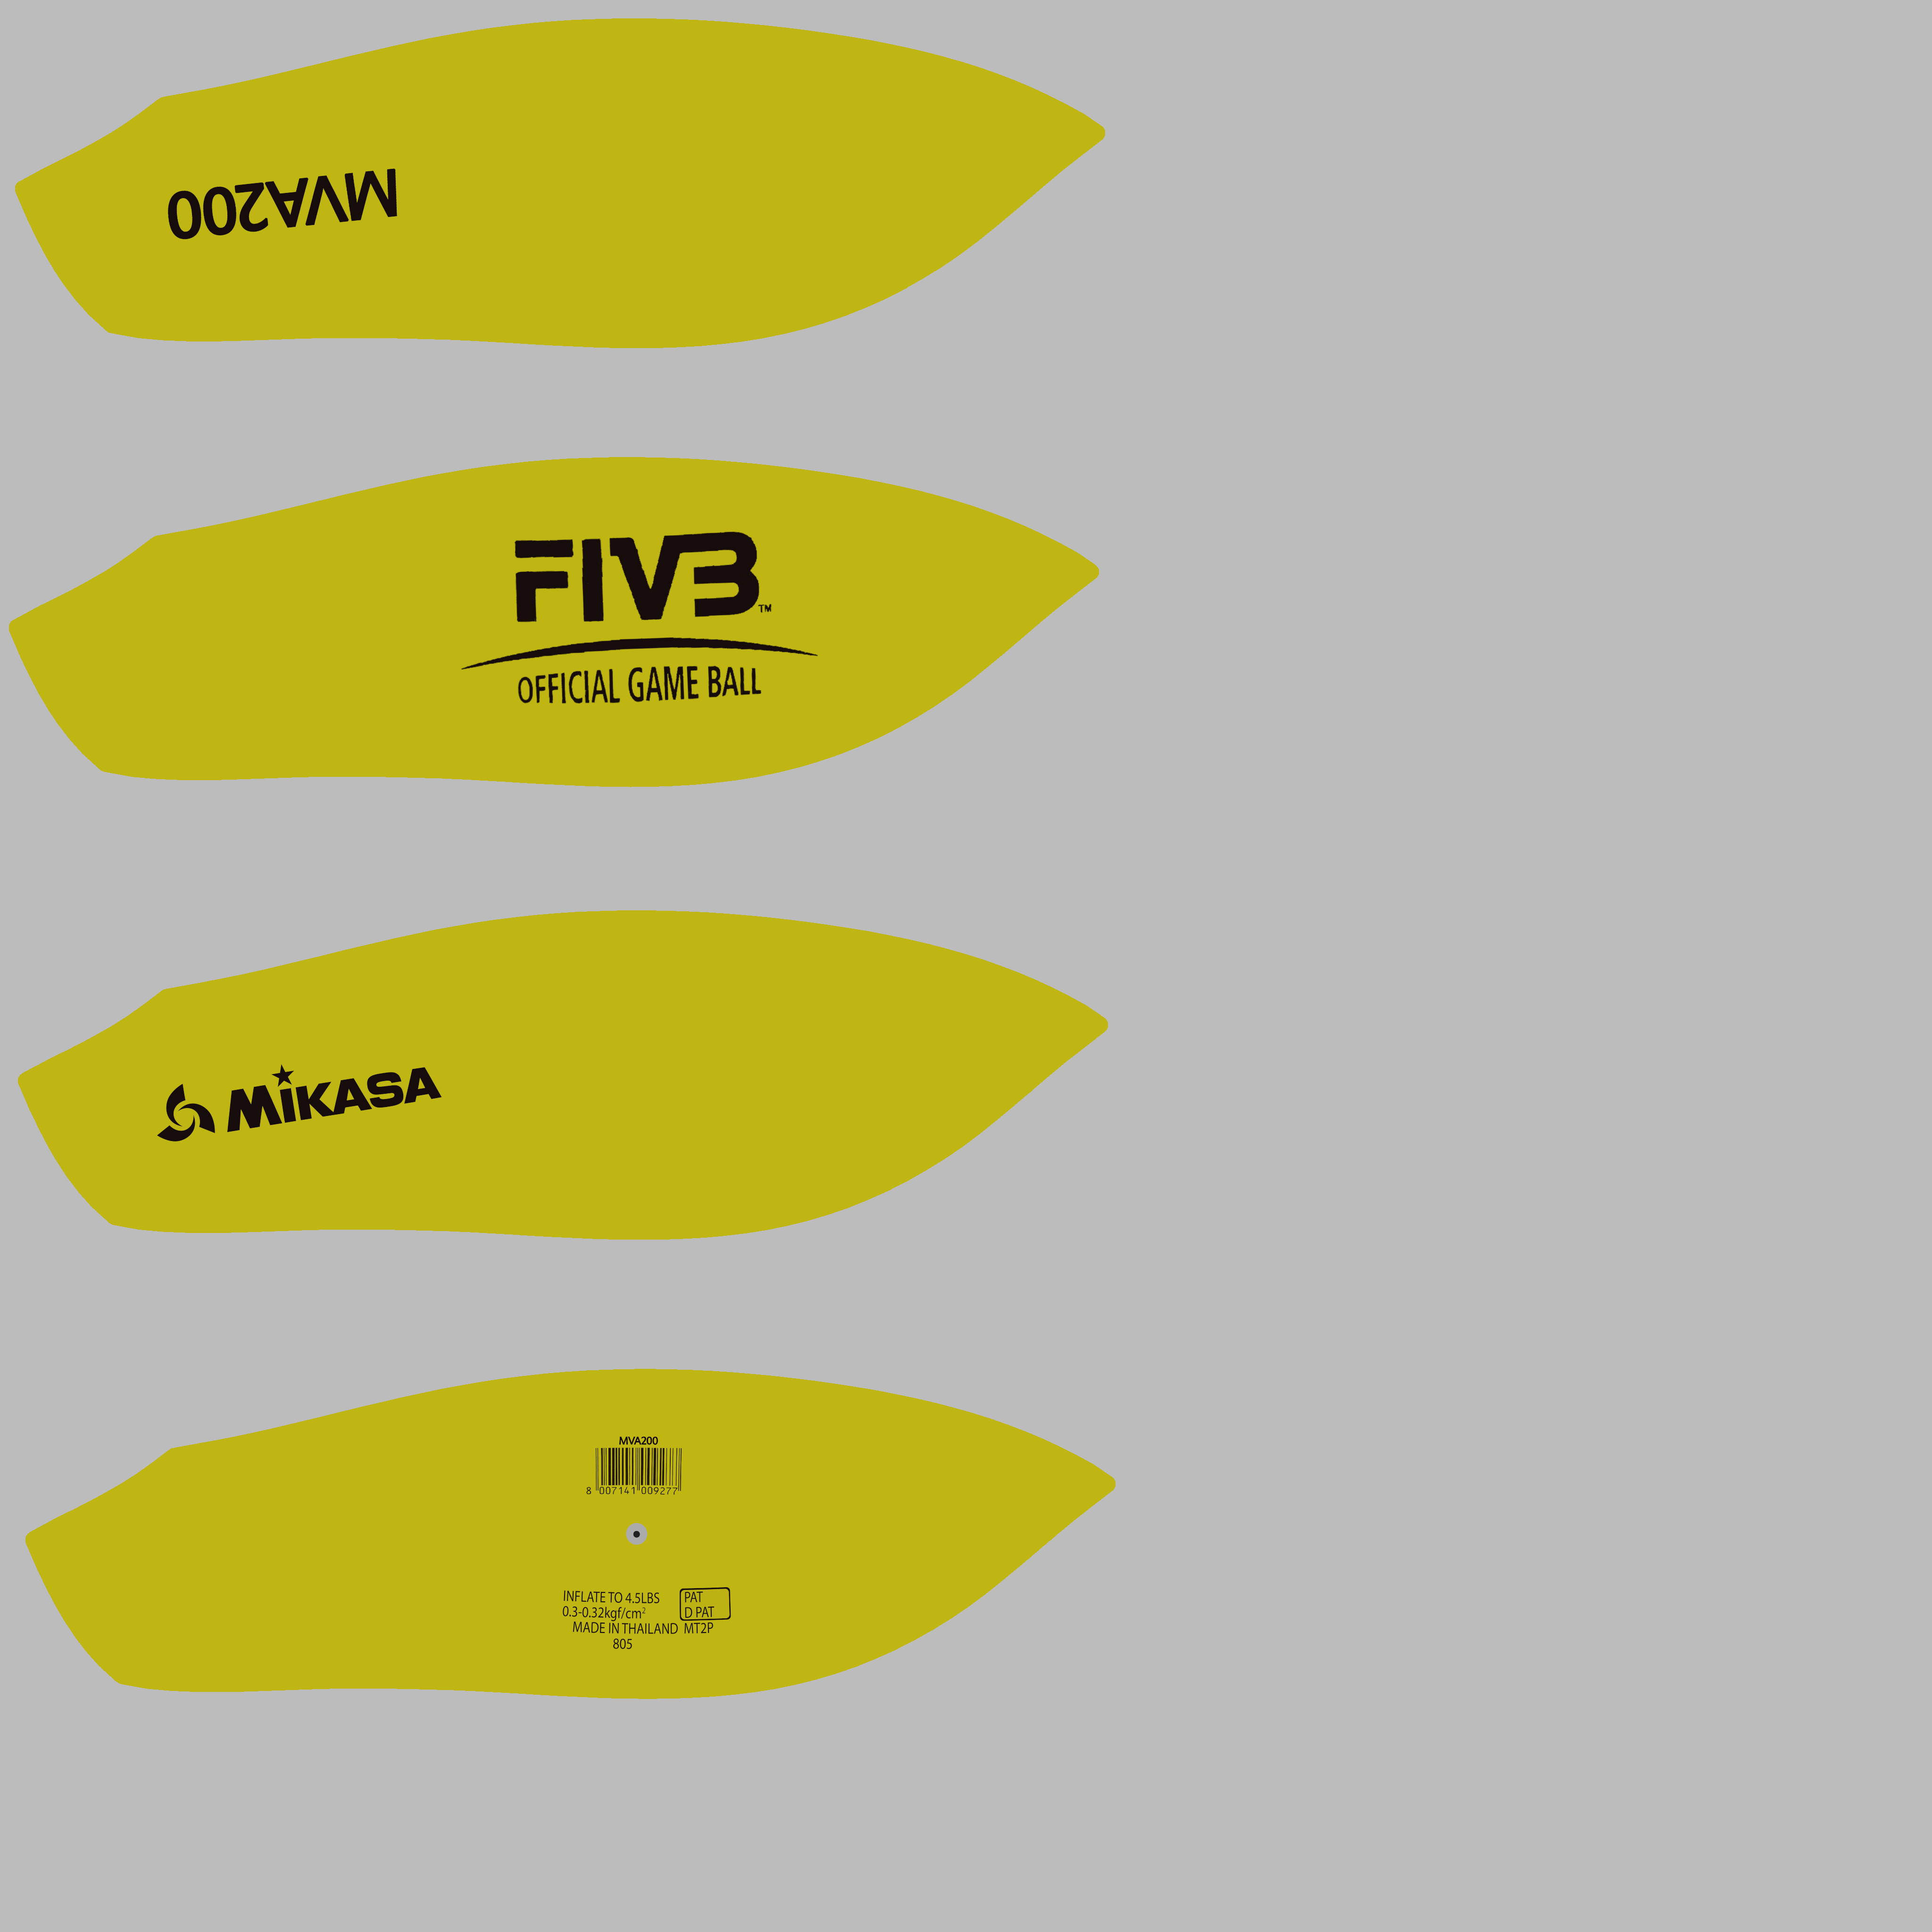 MVA200
FIVB™
OFFICIAL GAME BALL
MiKASA
MVA200
8 007141 009277
INFLATE TO 4.5LBS
0.3-0.32kgf/cm²
PAT
D PAT
MADE IN THAILAND MT2P
805